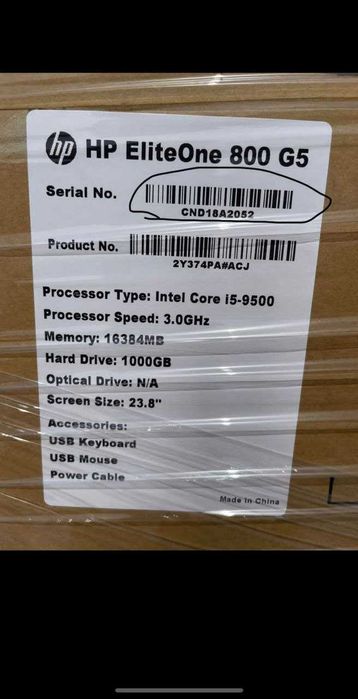 hp HP EliteOne 800 G5
Serial No.
CND18A2052
Product No.
2Y374PA#ACJ
Processor Type: Intel Core i5-9500
Processor Speed: 3.0GHz
Memory: 16384MB
Hard Drive: 1000GB
Optical Drive: N/A
Screen Size: 23.8"
Accessories:
USB Keyboard
USB Mouse
Power Cable
Made In China